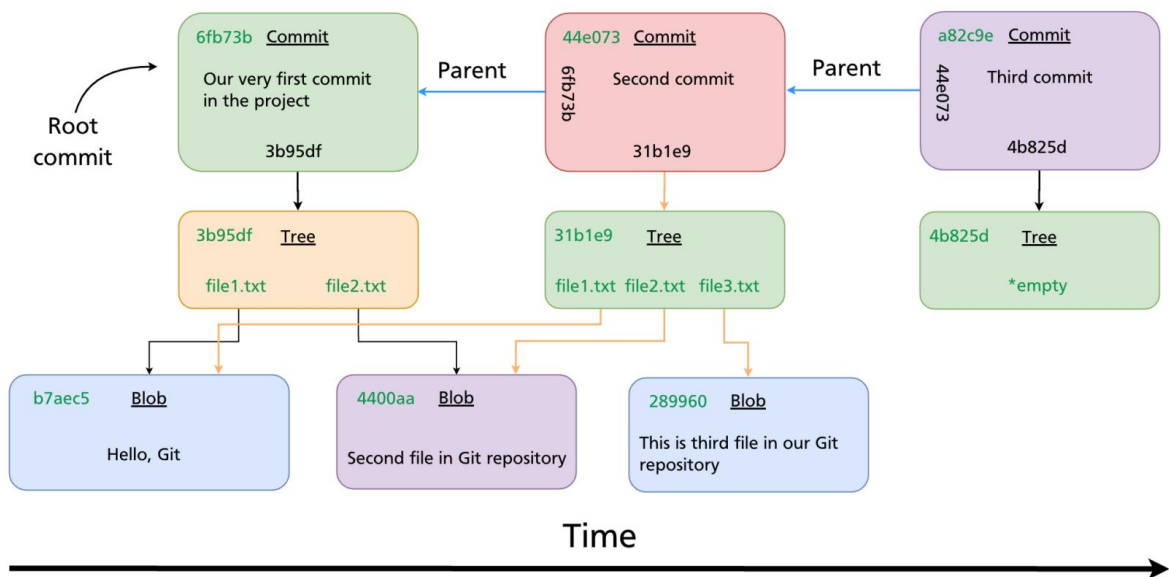 6fb73b Commit
Our very first commit
in the project
3b95df
Root
commit
Parent
44e073 Commit
6fb73b
Second commit
31b1e9
Parent
a82c9e Commit
44e073
Third commit
4b825d
3b95df Tree
file1.txt file2.txt
31b1e9 Tree
file1.txt file2.txt file3.txt
4b825d Tree
*empty
b7aec5 Blob
Hello, Git
4400aa Blob
Second file in Git repository
289960 Blob
This is third file in our Git
repository
Time